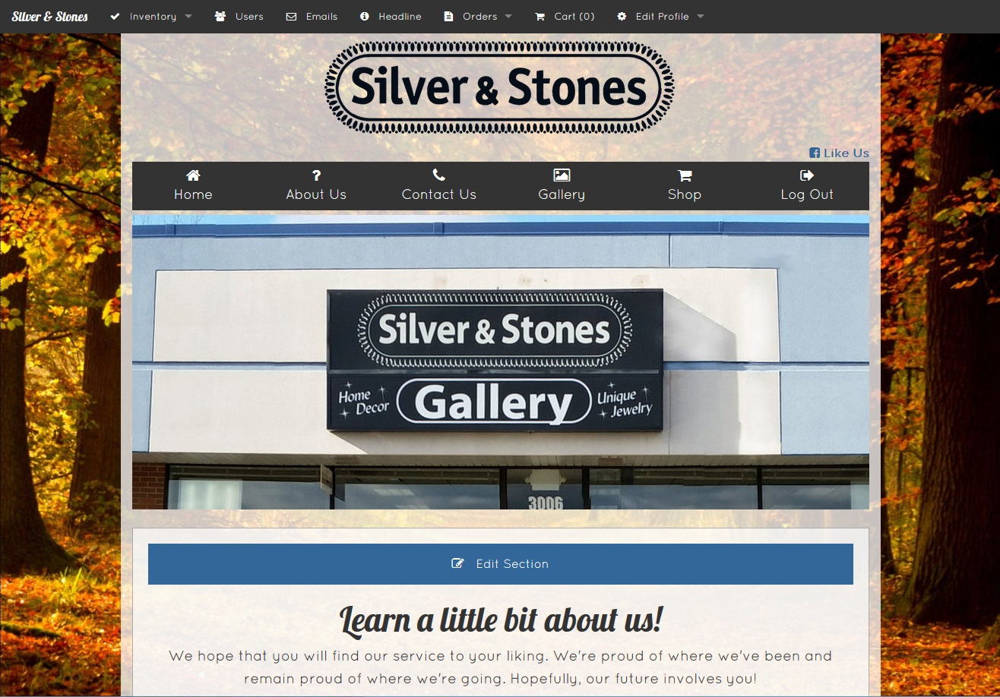 Silver & Stones Inventory Users Emails Headline Orders Cart (0) Edit Profile
Silver & Stones
Like Us
Home About Us Contact Us Gallery Shop Log Out
Silver & Stones
Home Decor Gallery Unique Jewelry
3006
Edit Section
Learn a little bit about us!
We hope that you will find our service to your liking. We're proud of where we've been and
remain proud of where we're going. Hopefully, our future involves you!